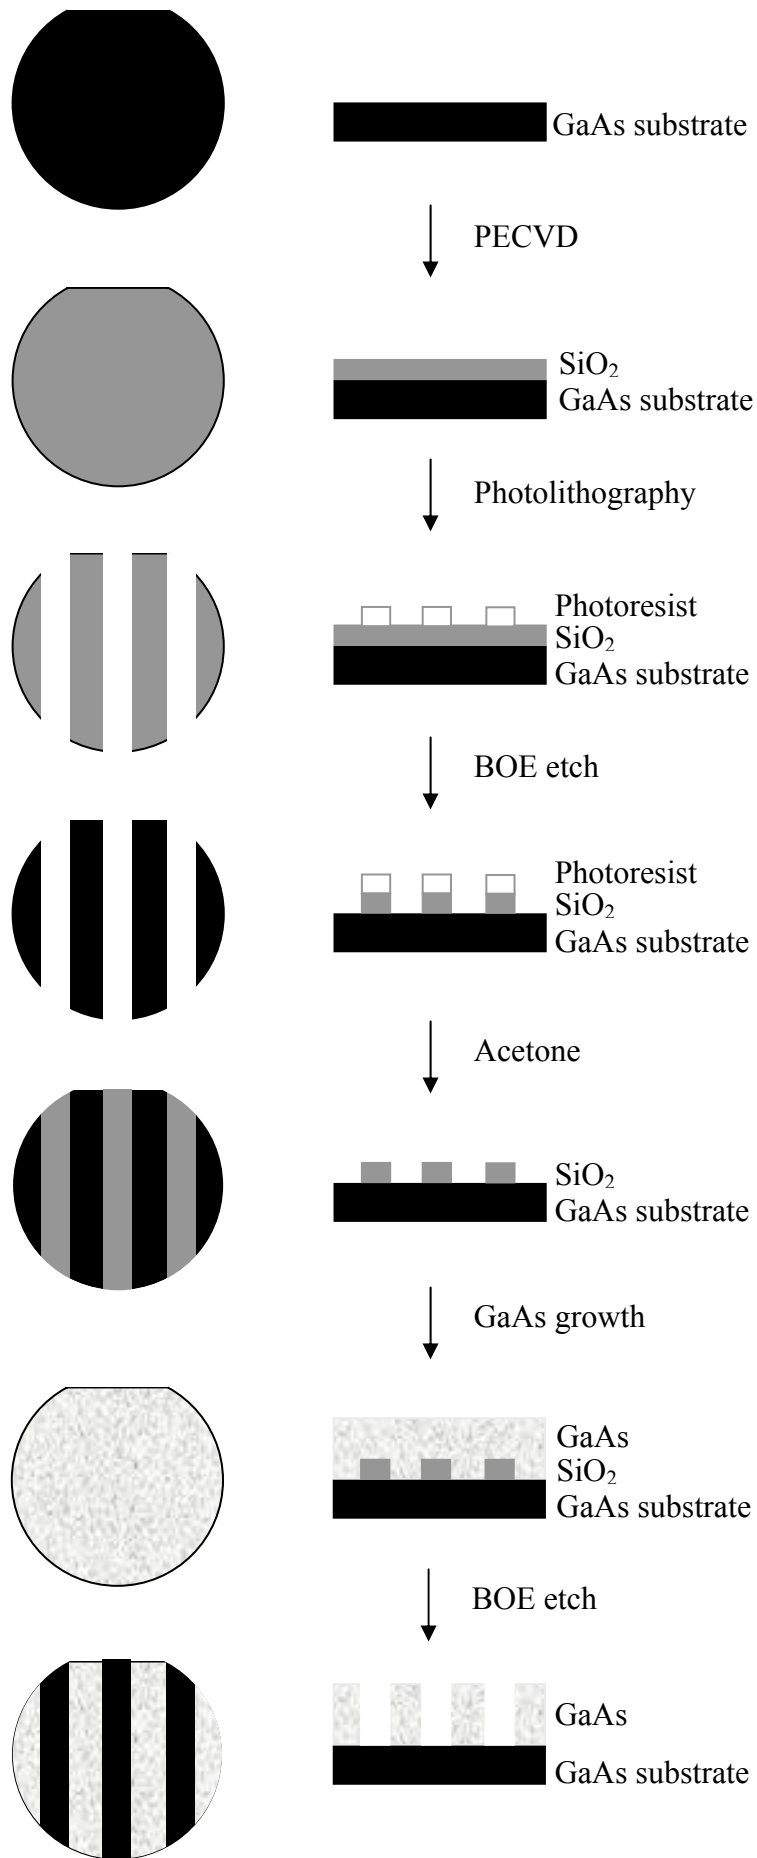 GaAs substrate
PECVD
SiO₂
GaAs substrate
Photolithography
Photoresist
SiO₂
GaAs substrate
BOE etch
Photoresist
SiO₂
GaAs substrate
Acetone
SiO₂
GaAs substrate
GaAs growth
GaAs
SiO₂
GaAs substrate
BOE etch
GaAs
GaAs substrate